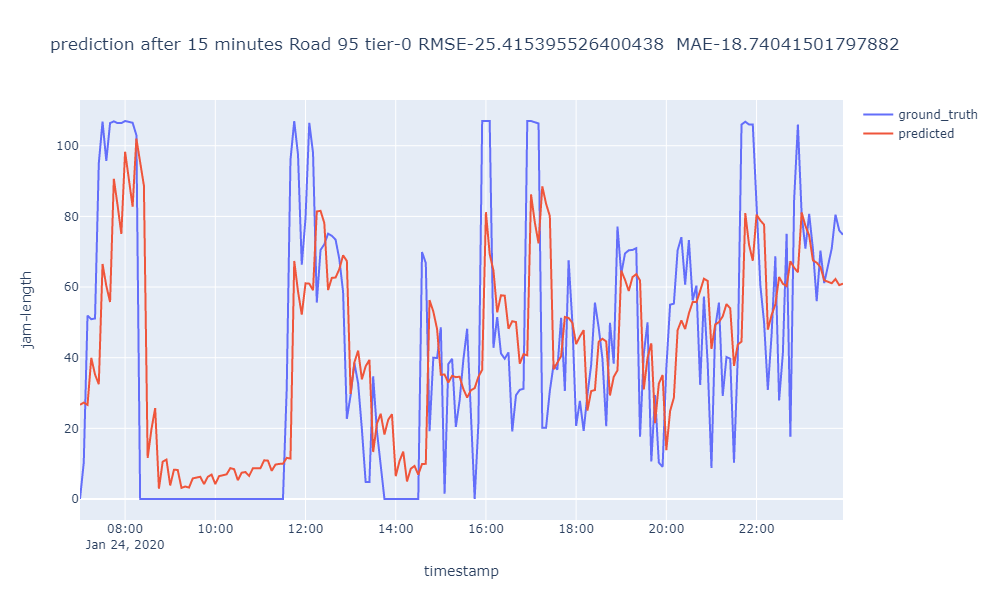 prediction after 15 minutes Road 95 tier-0 RMSE-25.415395526400438  MAE-18.74041501797882
ground_truth
predicted
jam-length
100
80
60
40
20
0
08:00 10:00 12:00 14:00 16:00 18:00 20:00 22:00
Jan 24, 2020
timestamp